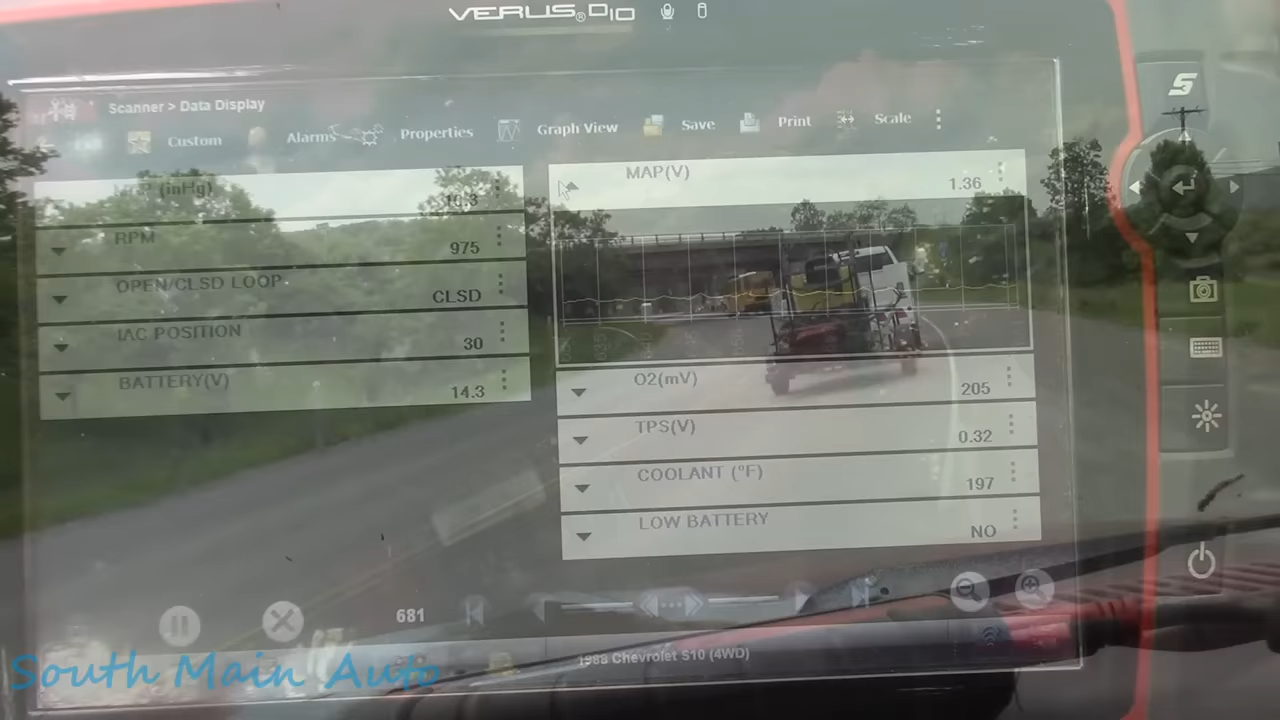 VERUS® D10
Scanner > Data Display
Custom
Alarms
Properties
Graph View
Save
Print
Scale
(inHg)
RPM
975
OPEN/CLSD LOOP
CLSD
IAC POSITION
30
BATTERY(V)
14.3
MAP(V)
1.36
O2(mV)
205
TPS(V)
0.32
COOLANT (°F)
197
LOW BATTERY
NO
681
1988 Chevrolet S10 (4WD)
South Main Auto